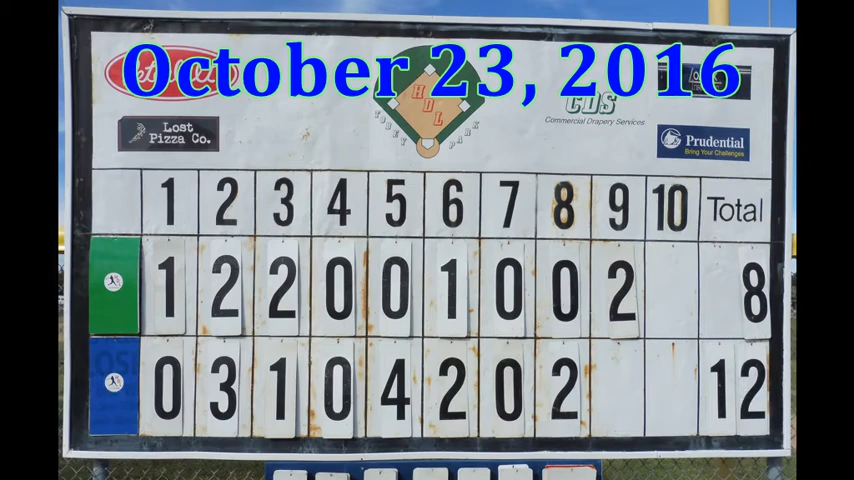 October 23, 2016
HDL
TOREY PARK
CDS
Commercial Drapery Services
Lost
Pizza Co.
Prudential
Bring Your Challenges
1 2 3 4 5 6 7 8 9 10 Total
1 2 2 0 0 1 0 0 2 8
0 3 1 0 4 2 0 2 12